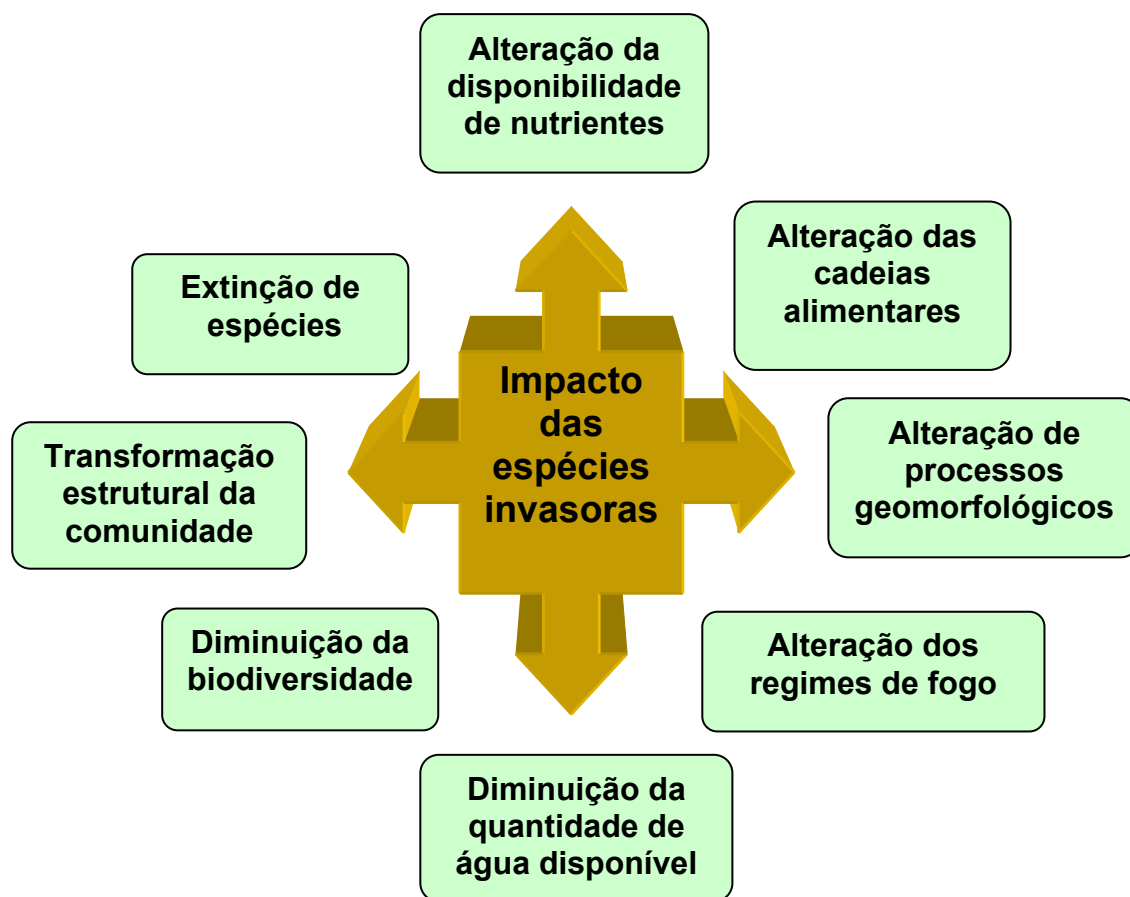 Alteração da
disponibilidade
de nutrientes
Alteração das
cadeias
alimentares
Extinção de
espécies
Impacto
das
espécies
invasoras
Alteração de
processos
geomorfológicos
Transformação
estrutural da
comunidade
Diminuição da
biodiversidade
Alteração dos
regimes de fogo
Diminuição da
quantidade de
água disponível